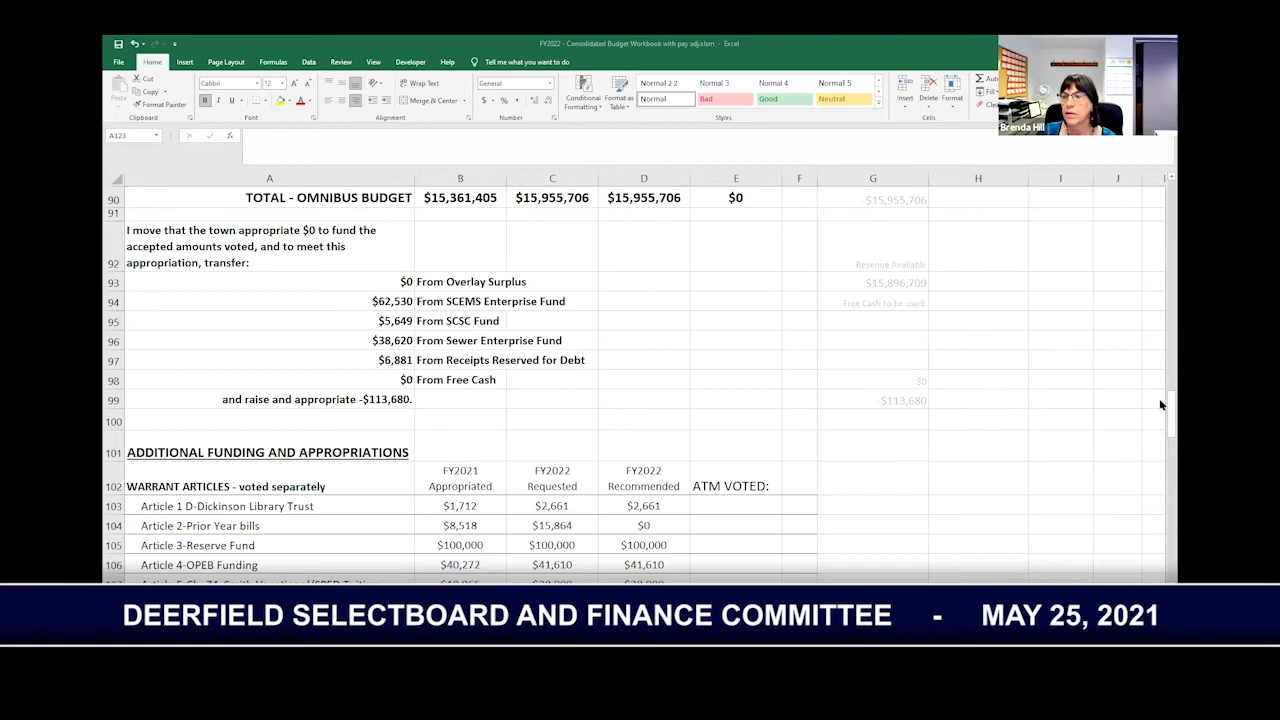 FY2022 - Consolidated Budget Workbook with pay adj.xlsm - Excel
File Home Insert Page Layout Formulas Data Review View Developer Help Tell me what you want to do
Cut
Copy
Format Painter
Paste
Clipboard
Calibri 12
B I U
Font
Wrap Text
Merge & Center
Alignment
General
$ % ,
Number
Conditional Formatting
Format as Table
Normal 2 2 Normal 3 Normal 4 Normal 5
Normal Bad Good Neutral
Styles
Insert Delete Format
Cells
Fill
Brenda Hill
A123 fx
A B C D E F G H I J
90 TOTAL - OMNIBUS BUDGET $15,361,405 $15,955,706 $15,955,706 $0 -$15,955,706
91
I move that the town appropriate $0 to fund the
accepted amounts voted, and to meet this
92 appropriation, transfer: Revenue Available
93 $0 From Overlay Surplus $15,896,709
94 $62,530 From SCEMS Enterprise Fund Free Cash to be used:
95 $5,649 From SCSC Fund
96 $38,620 From Sewer Enterprise Fund
97 $6,881 From Receipts Reserved for Debt
98 $0 From Free Cash $0
99 and raise and appropriate -$113,680. -$113,680
100
101 ADDITIONAL FUNDING AND APPROPRIATIONS
FY2021 FY2022 FY2022
102 WARRANT ARTICLES - voted separately Appropriated Requested Recommended ATM VOTED:
103 Article 1 D-Dickinson Library Trust $1,712 $2,661 $2,661
104 Article 2-Prior Year bills $8,518 $15,864 $0
105 Article 3-Reserve Fund $100,000 $100,000 $100,000
106 Article 4-OPEB Funding $40,272 $41,610 $41,610
DEERFIELD SELECTBOARD AND FINANCE COMMITTEE - MAY 25, 2021